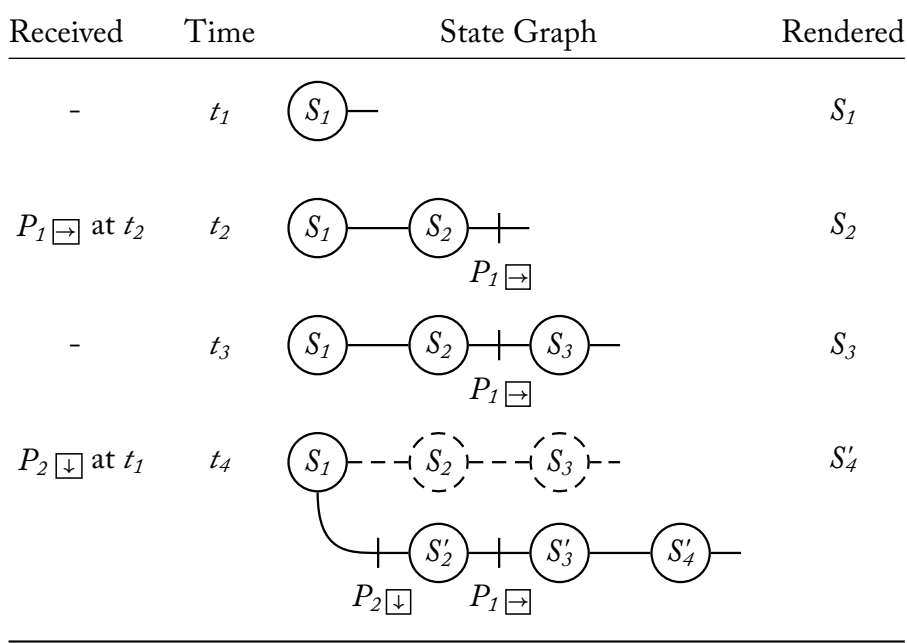 Received Time State Graph Rendered
- t₁ S₁ S₁
P₁ → at t₂ t₂ S₁ S₂ S₂
P₁ →
- t₃ S₁ S₂ S₃ S₃
P₁ →
P₂ ↓ at t₁ t₄ S₁ S₂ S₃ S′₄
S′₂ S′₃ S′₄
P₂ ↓ P₁ →